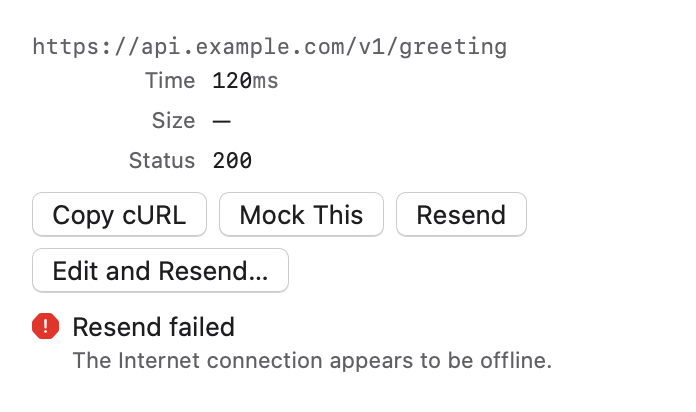 https://api.example.com/v1/greeting
Time 120ms
Size —
Status 200
Copy cURL Mock This Resend
Edit and Resend...
Resend failed
The Internet connection appears to be offline.